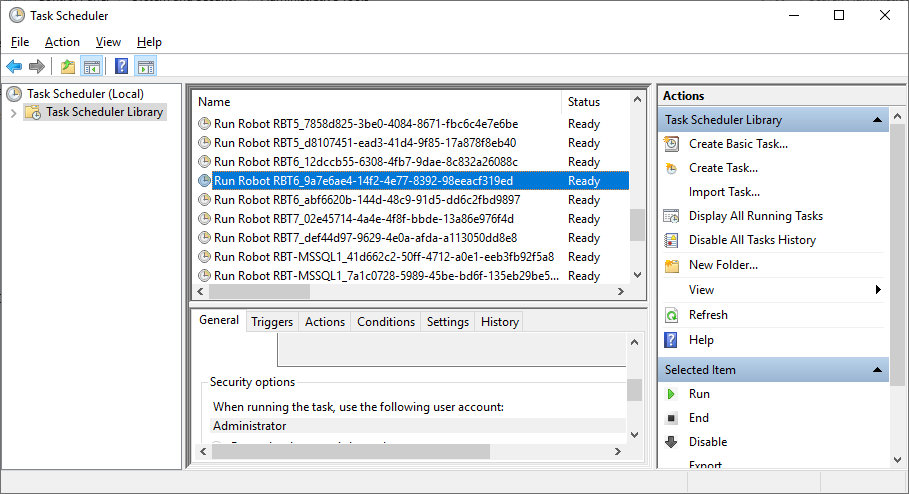 Task Scheduler
File Action View Help
Task Scheduler (Local)
Task Scheduler Library
Name Status
Run Robot RBT5_7858d825-3be0-4084-8671-fbc6c4e7e6be Ready
Run Robot RBT5_d8107451-ead3-41d4-9f85-17a878f8eb40 Ready
Run Robot RBT6_12dccb55-6308-4fb7-9dae-8c832a26088c Ready
Run Robot RBT6_9a7e6ae4-14f2-4e77-8392-98eeacf319ed Ready
Run Robot RBT6_abf6620b-144d-48c9-91d5-dd6c2fbd9897 Ready
Run Robot RBT7_02e45714-4a4e-4f8f-bbde-13a86e976f4d Ready
Run Robot RBT7_def44d97-9629-4e0a-afda-a113050dd8e8 Ready
Run Robot RBT-MSSQL1_41d662c2-50ff-4712-a0e1-eeb3fb92f5a8 Ready
Run Robot RBT-MSSQL1_7a1c0728-5989-45be-bd6f-135eb29be5... Ready
General Triggers Actions Conditions Settings History
Security options
When running the task, use the following user account:
Administrator
Actions
Task Scheduler Library
Create Basic Task...
Create Task...
Import Task...
Display All Running Tasks
Disable All Tasks History
New Folder...
View
Refresh
Help
Selected Item
Run
End
Disable
Export